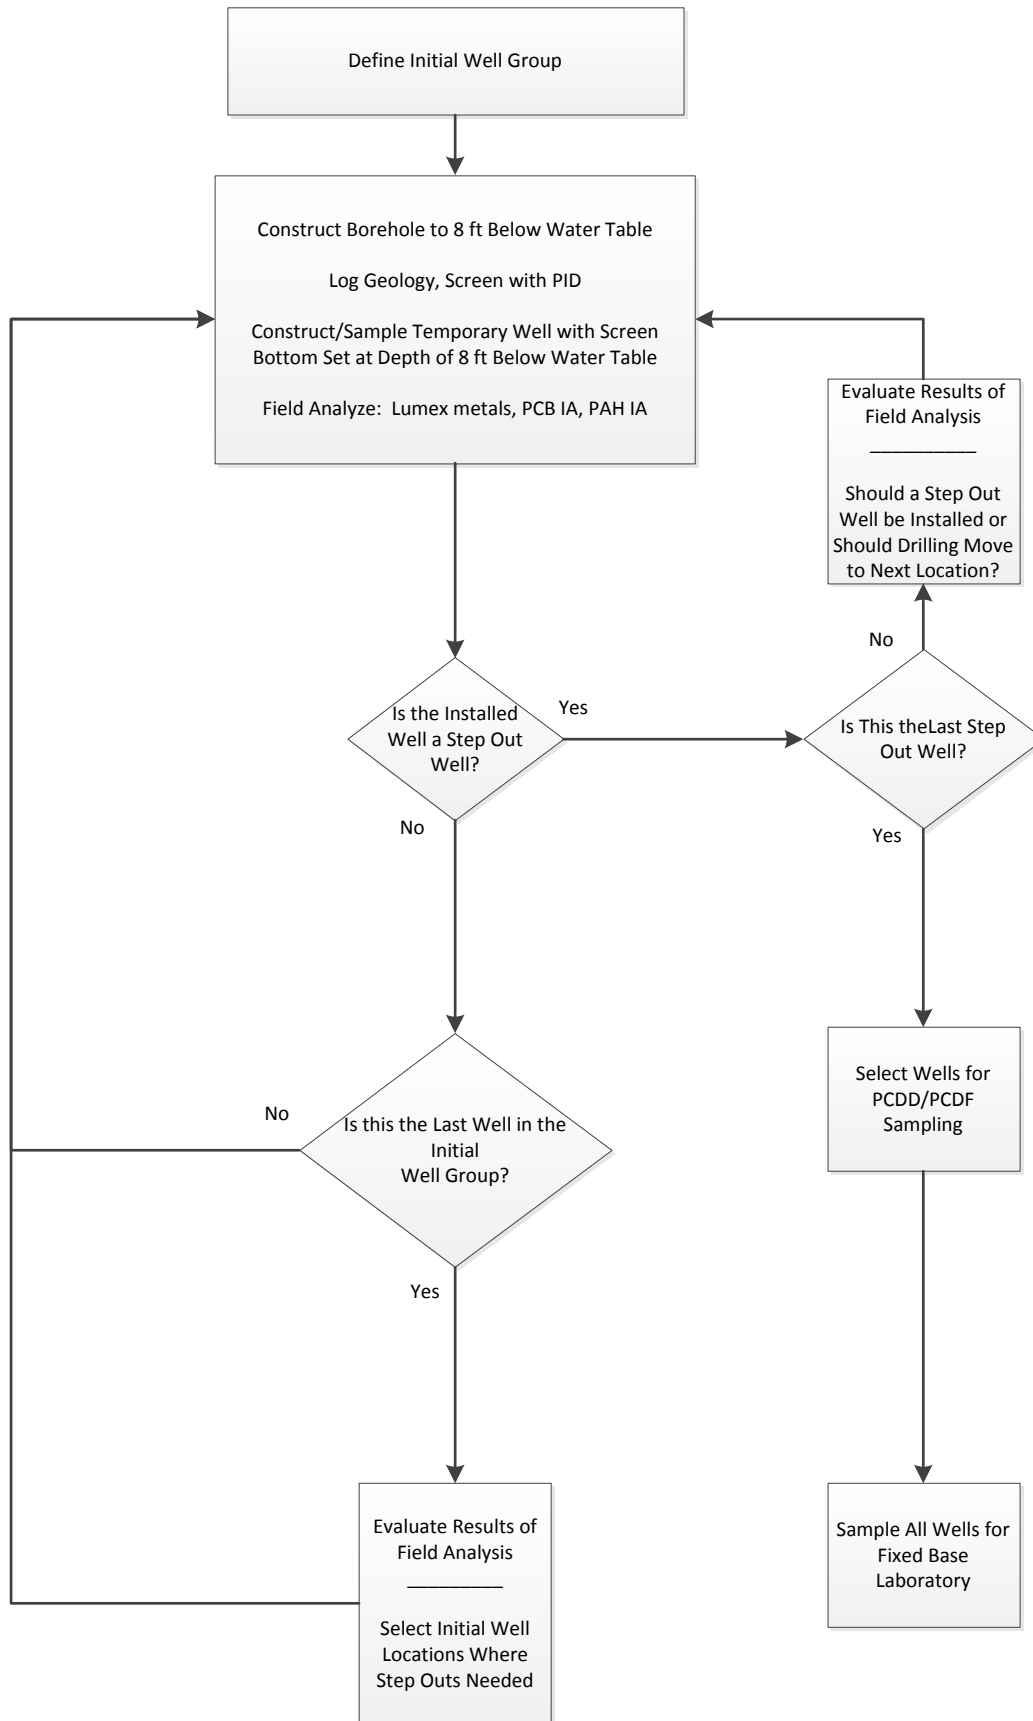 Define Initial Well Group
Construct Borehole to 8 ft Below Water Table
Log Geology, Screen with PID
Construct/Sample Temporary Well with Screen
Bottom Set at Depth of 8 ft Below Water Table
Field Analyze:  Lumex metals, PCB IA, PAH IA
Evaluate Results of
Field Analysis
___________
Should a Step Out
Well be Installed or
Should Drilling Move
to Next Location?
No
Is the Installed
Well a Step Out
Well?
Yes
Is This theLast Step
Out Well?
No
Yes
Select Wells for
PCDD/PCDF
Sampling
No
Is this the Last Well in the
Initial
Well Group?
Yes
Evaluate Results of
Field Analysis
__________
Select Initial Well
Locations Where
Step Outs Needed
Sample All Wells for
Fixed Base
Laboratory